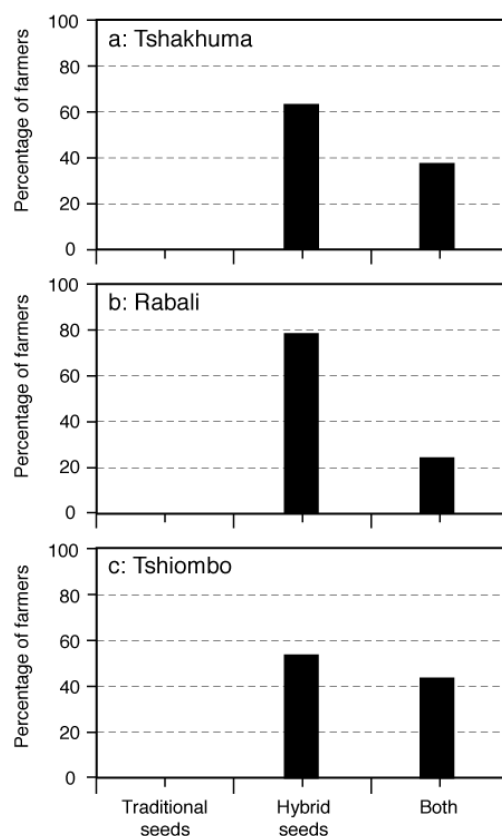 Percentage of farmers
100
80
60
40
20
0
a: Tshakhuma
Percentage of farmers
100
80
60
40
20
0
b: Rabali
Percentage of farmers
100
80
60
40
20
0
c: Tshiombo
Traditional
seeds
Hybrid
seeds
Both